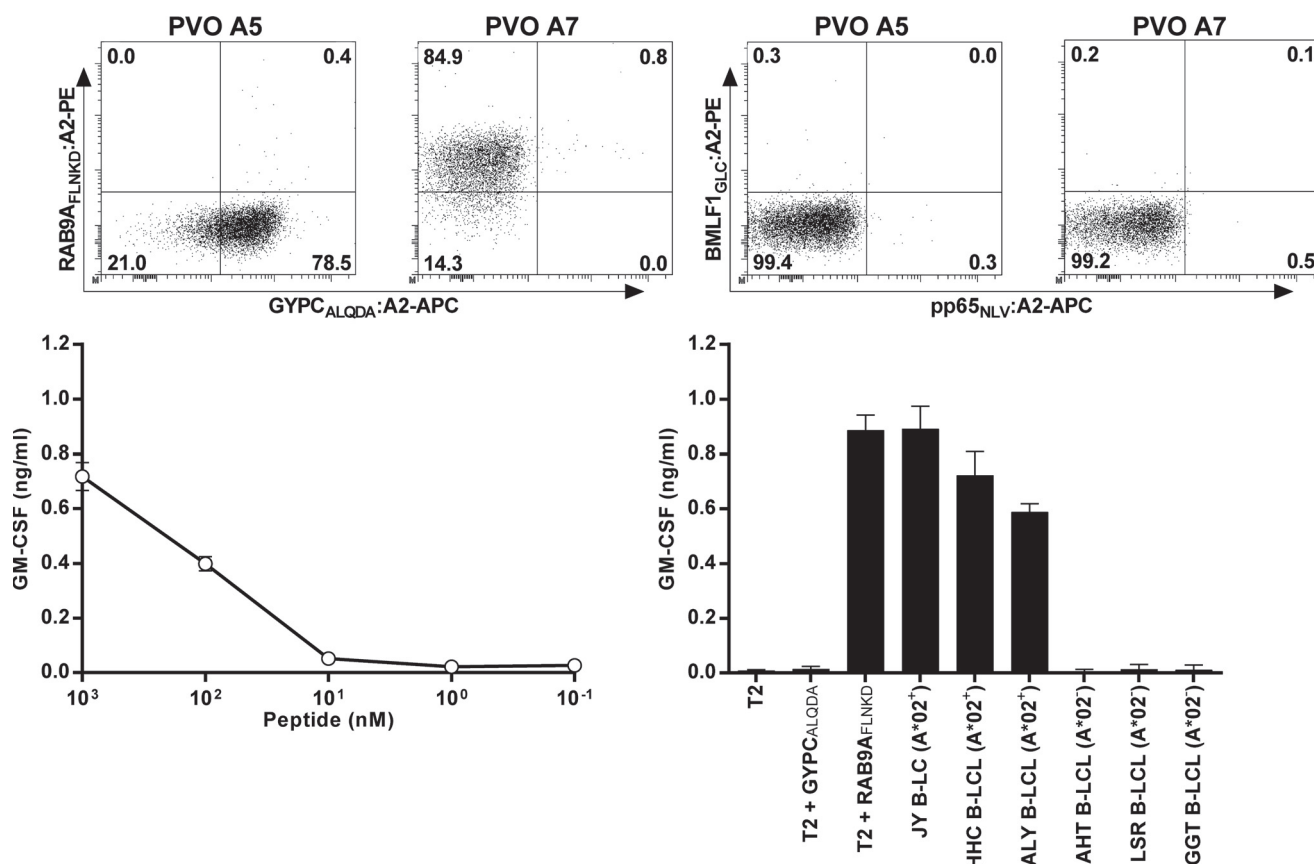 PVO A5
PVO A7
PVO A5
PVO A7
0.0
0.4
84.9
0.8
0.3
0.0
0.2
0.1
RAB9AFLNKD:A2-PE
BMLF1GLC:A2-PE
21.0
78.5
14.3
0.0
99.4
0.3
99.2
0.5
GYPCALQDA:A2-APC
pp65NLV:A2-APC
GM-CSF (ng/ml)
1.2
1.0
0.8
0.6
0.4
0.2
0.0
10³
10²
10¹
10⁰
10⁻¹
Peptide (nM)
GM-CSF (ng/ml)
1.2
1.0
0.8
0.6
0.4
0.2
0.0
T2
T2 + GYPCALQDA
T2 + RAB9AFLNKD
JY B-LC (A*02⁺)
HHC B-LCL (A*02⁺)
ALY B-LCL (A*02⁺)
AHT B-LCL (A*02⁻)
LSR B-LCL (A*02⁻)
GGT B-LCL (A*02⁻)